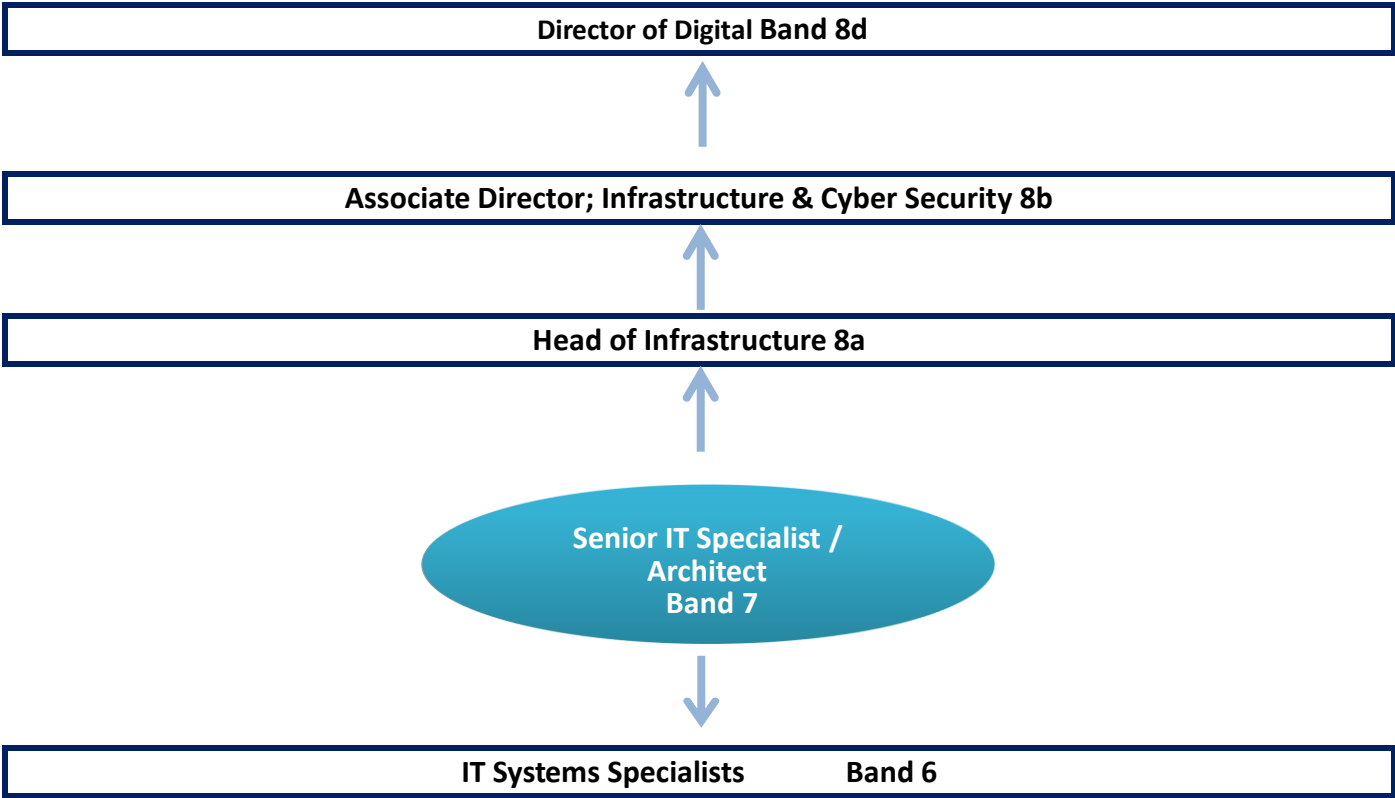 Director of Digital Band 8d
Associate Director; Infrastructure & Cyber Security 8b
Head of Infrastructure 8a
Senior IT Specialist /
Architect
Band 7
IT Systems Specialists Band 6